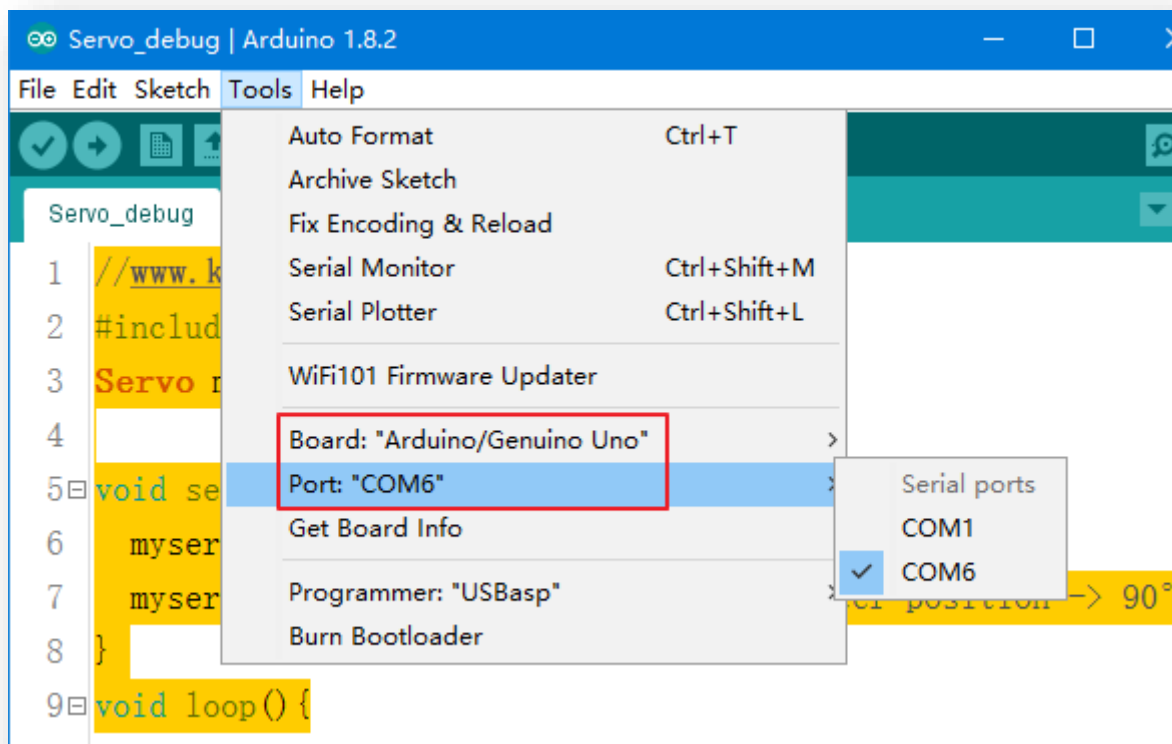 Servo_debug | Arduino 1.8.2
File Edit Sketch Tools Help
Auto Format Ctrl+T
Archive Sketch
Servo_debug
Fix Encoding & Reload
1 //www.k
Serial Monitor Ctrl+Shift+M
2 #includ
Serial Plotter Ctrl+Shift+L
3 Servo
WiFi101 Firmware Updater
4
Board: "Arduino/Genuino Uno"
5 void se
Port: "COM6"
Serial ports
6 myser
Get Board Info
COM1
COM6
7 myser
Programmer: "USBasp"
position -> 90°
8 }
Burn Bootloader
9 void loop(){